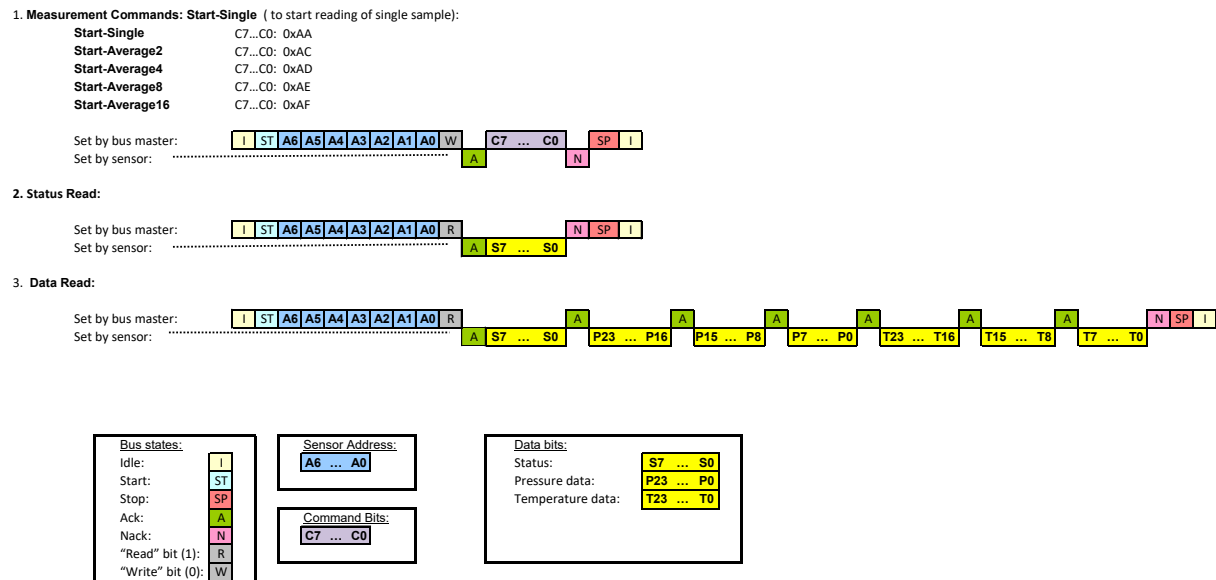 1. Measurement Commands: Start-Single ( to start reading of single sample):
Start-Single C7...C0: 0xAA
Start-Average2 C7...C0: 0xAC
Start-Average4 C7...C0: 0xAD
Start-Average8 C7...C0: 0xAE
Start-Average16 C7...C0: 0xAF
Set by bus master: I ST A6 A5 A4 A3 A2 A1 A0 W C7 ... C0 SP I
Set by sensor: A N
2. Status Read:
Set by bus master: I ST A6 A5 A4 A3 A2 A1 A0 R N SP I
Set by sensor: A S7 ... S0
3. Data Read:
Set by bus master: I ST A6 A5 A4 A3 A2 A1 A0 R A A A A A A N SP I
Set by sensor: A S7 ... S0 P23 ... P16 P15 ... P8 P7 ... P0 T23 ... T16 T15 ... T8 T7 ... T0
Bus states:
Idle: I
Start: ST
Stop: SP
Ack: A
Nack: N
“Read” bit (1): R
“Write” bit (0): W
Sensor Address:
A6 ... A0
Command Bits:
C7 ... C0
Data bits:
Status: S7 ... S0
Pressure data: P23 ... P0
Temperature data: T23 ... T0